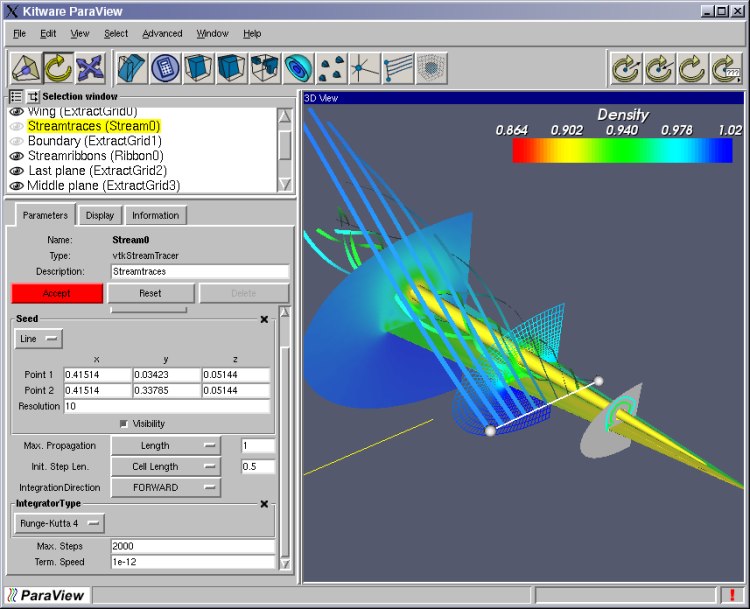 Kitware ParaView
File Edit View Select Advanced Window Help
???
Selection window
Wing (ExtractGrid0)
Streamtraces (Stream0)
Boundary (ExtractGrid1)
Streamribbons (Ribbon0)
Last plane (ExtractGrid2)
Middle plane (ExtractGrid3)
Parameters Display Information
Name: Stream0
Type: vtkStreamTracer
Description: Streamtraces
Accept Reset Delete
Seed
Line
x y z
Point 1 0.41514 0.03423 0.05144
Point 2 0.41514 0.33785 0.05144
Resolution 10
Visibility
Max. Propagation Length 1
Init. Step Len. Cell Length 0.5
IntegrationDirection FORWARD
IntegratorType
Runge-Kutta 4
Max. Steps 2000
Term. Speed 1e-12
3D View
Density
0.864 0.902 0.940 0.978 1.02
ParaView
!